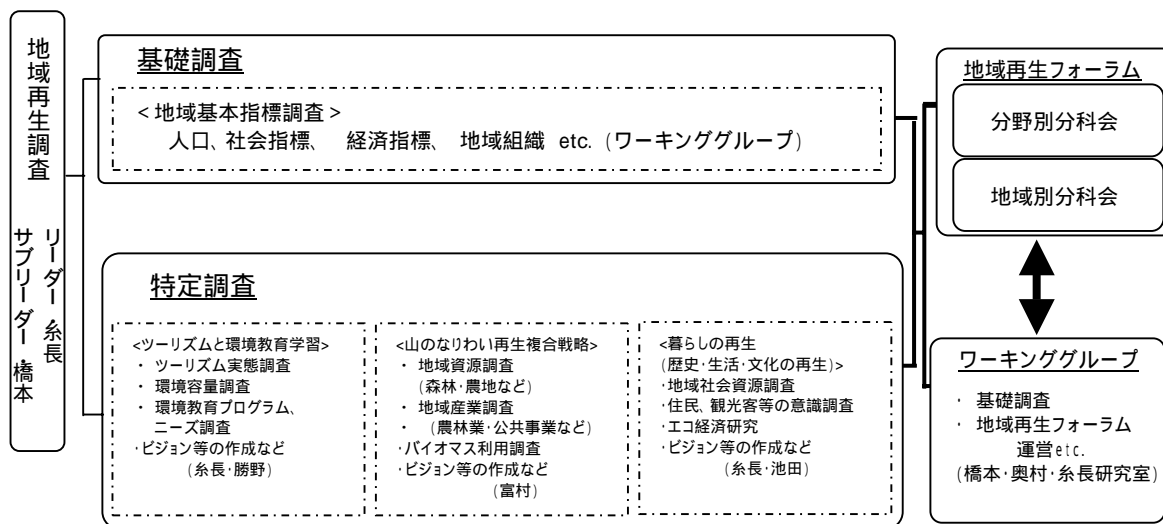 地域再生調査
リーダー・糸長
サブリーダー・橋本
基礎調査
<地域基本指標調査>
人口、社会指標、 経済指標、 地域組織 etc. (ワーキンググループ)
特定調査
<ツーリズムと環境教育学習>
・ ツーリズム実態調査
・ 環境容量調査
・ 環境教育プログラム、
ニーズ調査
・ビジョン等の作成など
(糸長・勝野)
<山のなりわい再生複合戦略>
・ 地域資源調査
(森林・農地など)
・ 地域産業調査
・ (農林業・公共事業など)
・バイオマス利用調査
・ビジョン等の作成など
(富村)
<暮らしの再生
(歴史・生活・文化の再生)>
・地域社会資源調査
・住民、観光客等の意識調査
・エコ経済研究
・ビジョン等の作成など
(糸長・池田)
地域再生フォーラム
分野別分科会
地域別分科会
ワーキンググループ
・ 基礎調査
・ 地域再生フォーラム
運営etc.
(橋本・奥村・糸長研究室)